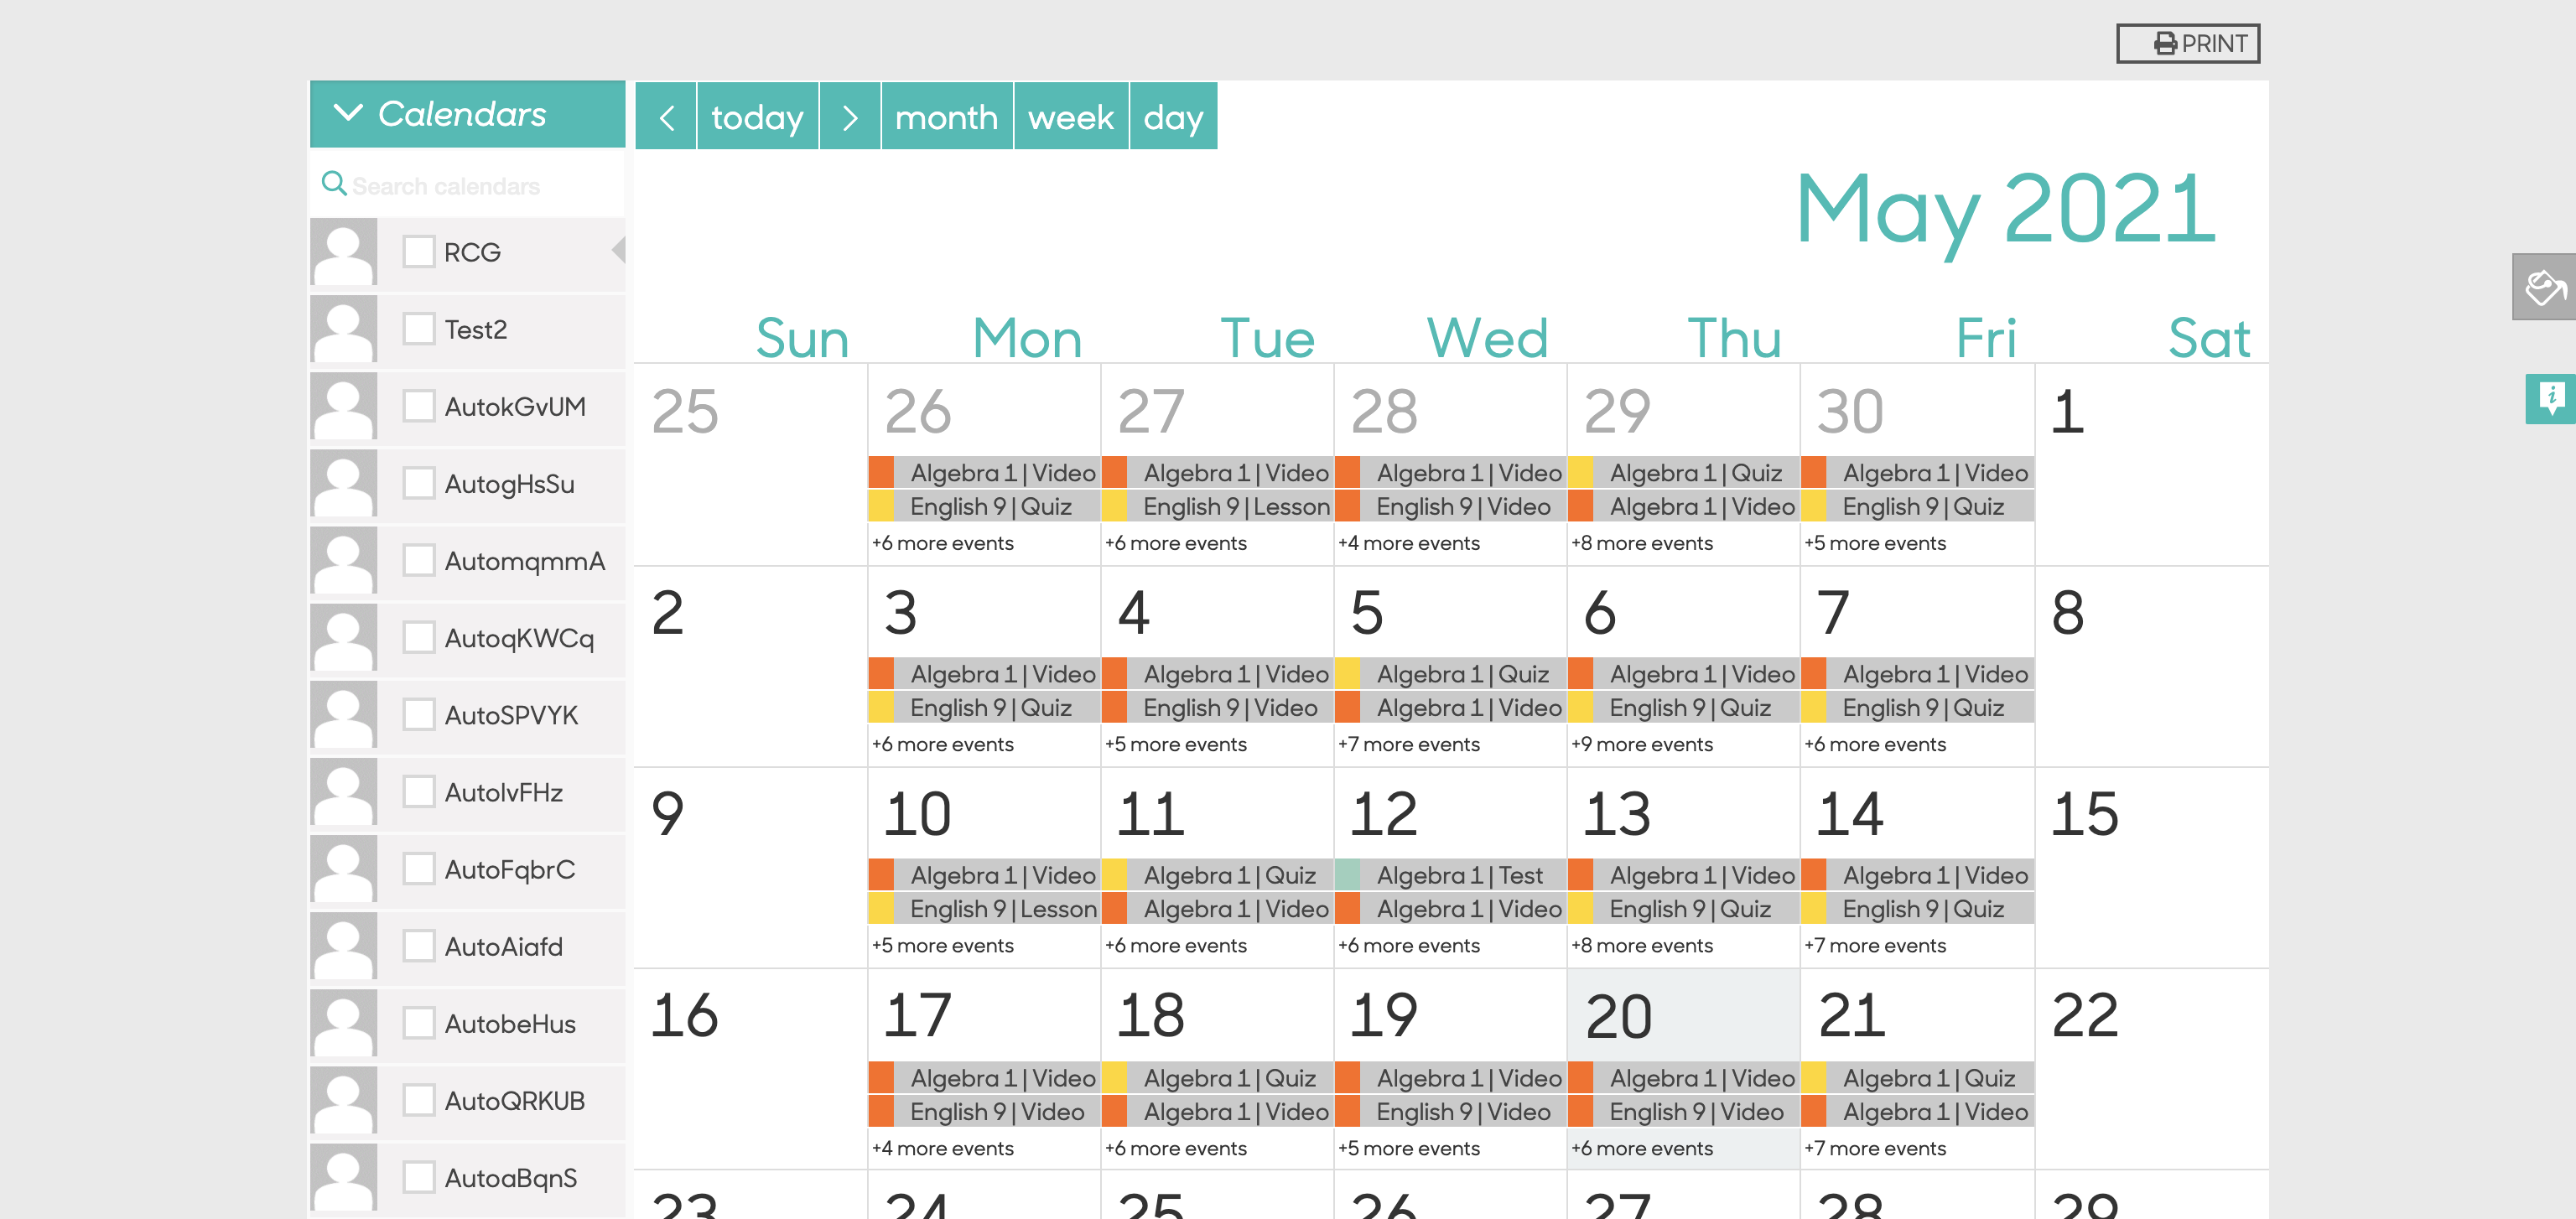 PRINT
Calendars
Search calendars
RCG
Test2
AutokGvUM
AutogHsSu
AutomqmmA
AutoqKWCq
AutoSPVYK
AutoFqbrC
AutoAiafd
AutobeHus
AutoQRKUB
AutoaBqnS
< today > month week day
May 2021
Sun Mon Tue Wed Thu Fri Sat
25 26 27 28 29 30 1
Algebra 1 | Video Algebra 1 | Video Algebra 1 | Video Algebra 1 | Quiz Algebra 1 | Video
English 9 | Quiz English 9 | Lesson English 9 | Video Algebra 1 | Video English 9 | Quiz
+6 more events +6 more events +4 more events +8 more events +5 more events
2 3 4 5 6 7 8
Algebra 1 | Video Algebra 1 | Video Algebra 1 | Quiz Algebra 1 | Video Algebra 1 | Video
English 9 | Quiz English 9 | Video Algebra 1 | Video English 9 | Quiz English 9 | Quiz
+6 more events +5 more events +7 more events +9 more events +6 more events
9 10 11 12 13 14 15
Algebra 1 | Video Algebra 1 | Quiz Algebra 1 | Test Algebra 1 | Video Algebra 1 | Video
English 9 | Lesson Algebra 1 | Video Algebra 1 | Video English 9 | Quiz English 9 | Quiz
+5 more events +6 more events +6 more events +8 more events +7 more events
16 17 18 19 20 21 22
Algebra 1 | Video Algebra 1 | Quiz Algebra 1 | Video Algebra 1 | Video Algebra 1 | Quiz
English 9 | Video Algebra 1 | Video English 9 | Video English 9 | Video Algebra 1 | Video
+4 more events +6 more events +5 more events +6 more events +7 more events
23 24 25 26 27 28 29